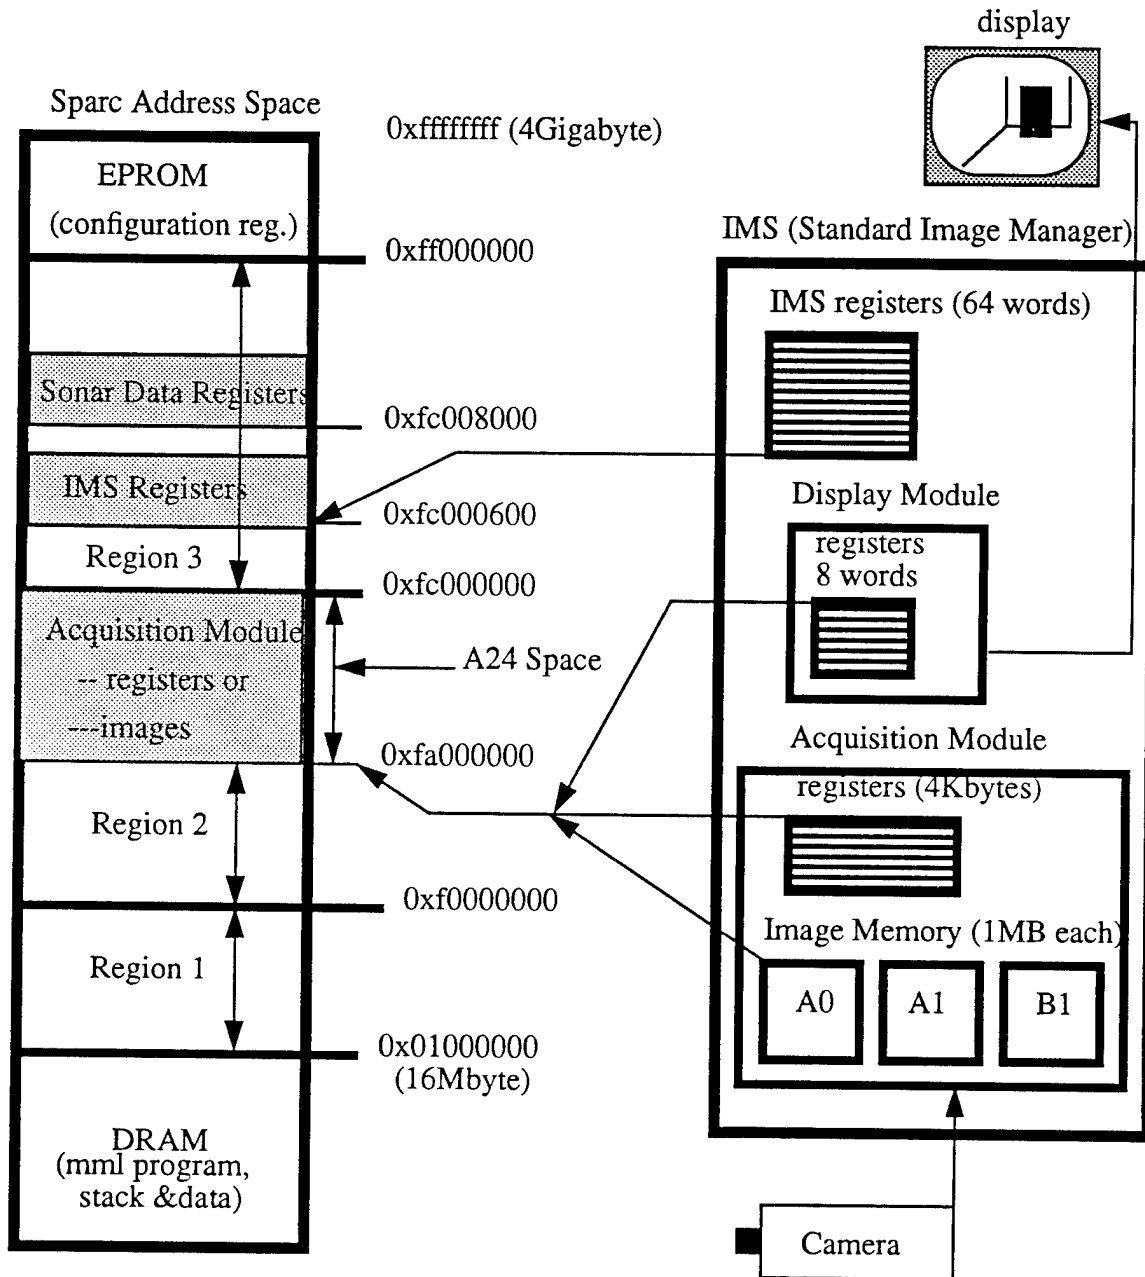 display
Sparc Address Space
0xffffffff (4Gigabyte)
EPROM
(configuration reg.)
0xff000000
Sonar Data Registers
0xfc008000
IMS Registers
0xfc000600
Region 3
0xfc000000
Acquisition Module
-- registers or
---images
A24 Space
0xfa000000
Region 2
0xf0000000
Region 1
0x01000000
(16Mbyte)
DRAM
(mml program,
stack &data)
IMS (Standard Image Manager)
IMS registers (64 words)
Display Module
registers
8 words
Acquisition Module
registers (4Kbytes)
Image Memory (1MB each)
A0
A1
B1
Camera